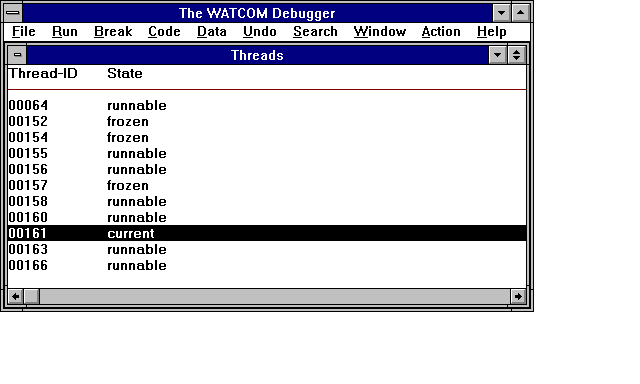 The WATCOM Debugger
File Run Break Code Data Undo Search Window Action Help
Threads
Thread-ID State
00064 runnable
00152 frozen
00154 frozen
00155 runnable
00156 runnable
00157 frozen
00158 runnable
00160 runnable
00161 current
00163 runnable
00166 runnable